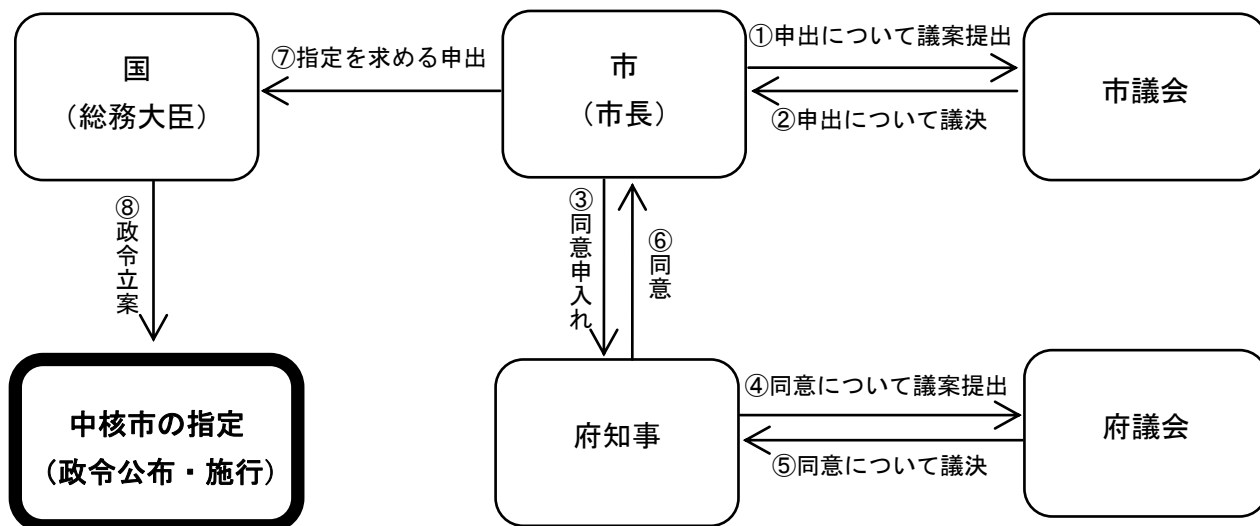 ①申出について議案提出
⑦指定を求める申出
国
(総務大臣)
市
(市長)
市議会
②申出について議決
⑧政令立案
③同意申入れ
⑥同意
④同意について議案提出
中核市の指定
(政令公布・施行)
府知事
府議会
⑤同意について議決